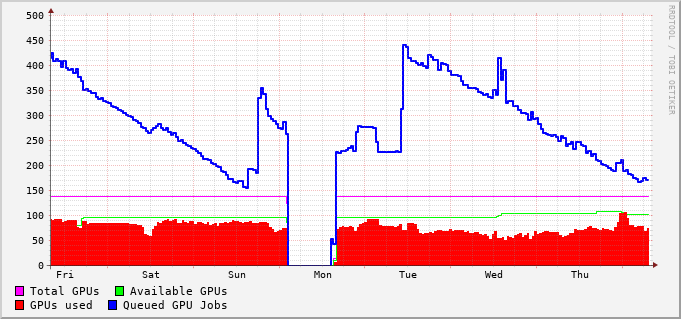 500
450
400
350
300
250
200
150
100
50
0
Fri Sat Sun Mon Tue Wed Thu
Total GPUs Available GPUs
GPUs used Queued GPU Jobs
RRDTOOL / TOBI OETIKER